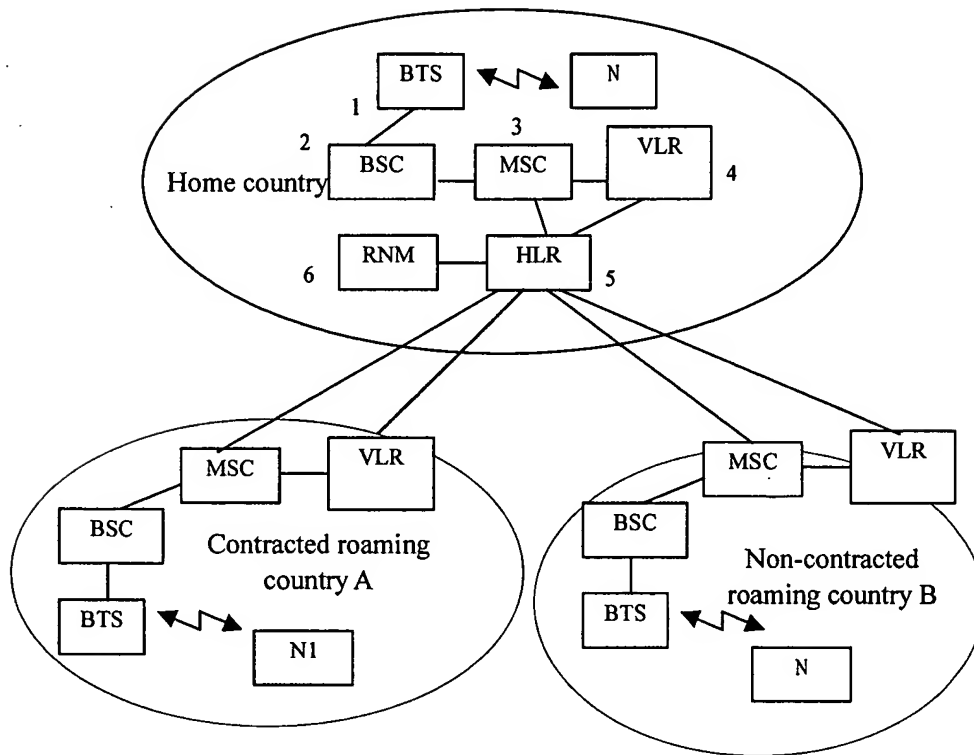 BTS
N
1
3
2
VLR
BSC
MSC
Home country
4
RNM
HLR
6
5
MSC
VLR
MSC
VLR
BSC
BSC
Contracted roaming
country A
Non-contracted
roaming country B
BTS
BTS
N1
N